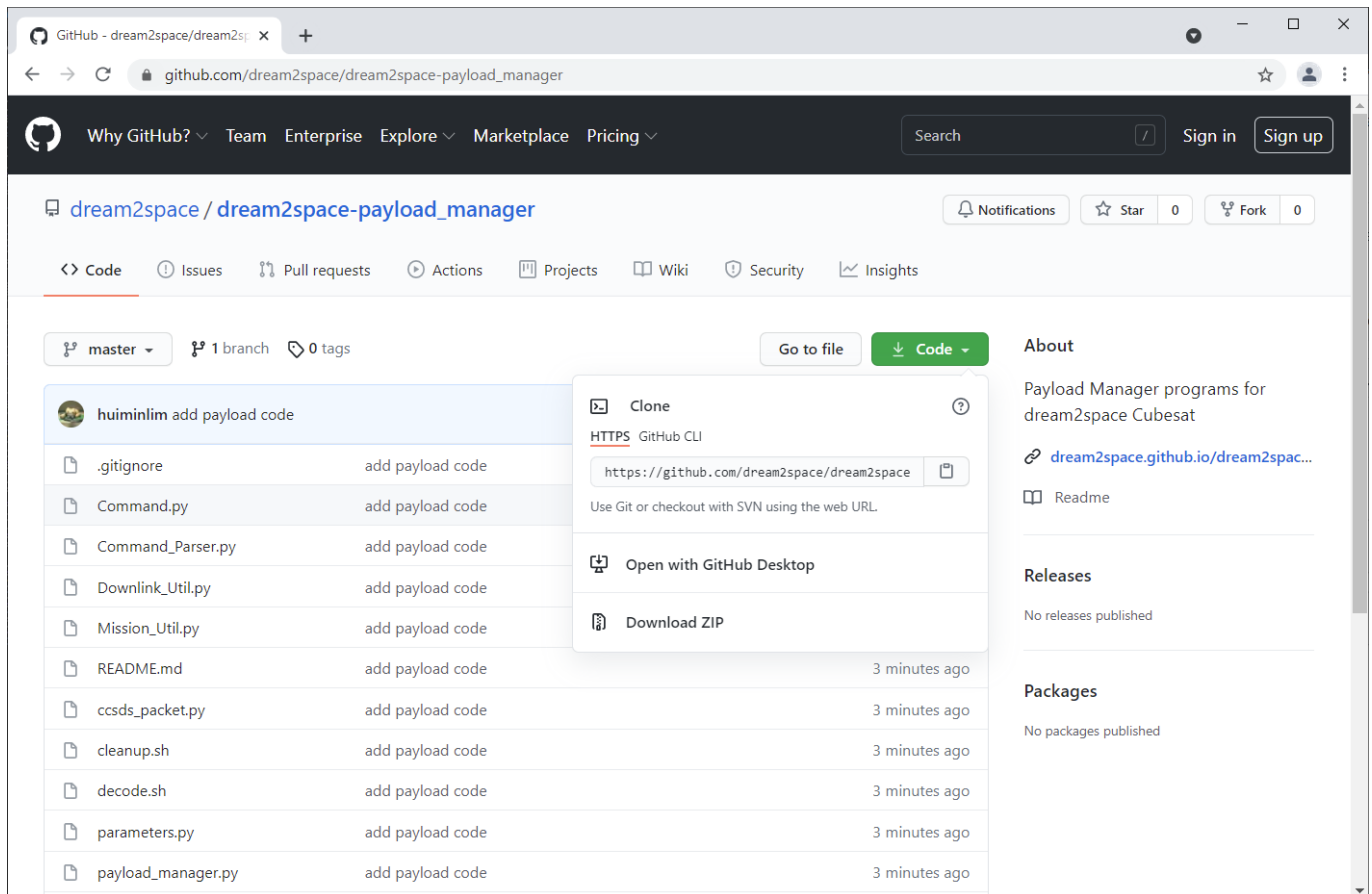 GitHub - dream2space/dream2sp
github.com/dream2space/dream2space-payload_manager
Why GitHub? Team Enterprise Explore Marketplace Pricing Search / Sign in Sign up
dream2space / dream2space-payload_manager Notifications Star 0 Fork 0
Code Issues Pull requests Actions Projects Wiki Security Insights
master 1 branch 0 tags Go to file Code
huiminlim add payload code
.gitignore add payload code
Command.py add payload code
Command_Parser.py add payload code
Downlink_Util.py add payload code
Mission_Util.py add payload code
README.md add payload code 3 minutes ago
ccsds_packet.py add payload code 3 minutes ago
cleanup.sh add payload code 3 minutes ago
decode.sh add payload code 3 minutes ago
parameters.py add payload code 3 minutes ago
payload_manager.py add payload code 3 minutes ago
Clone
HTTPS GitHub CLI
https://github.com/dream2space/dream2space
Use Git or checkout with SVN using the web URL.
Open with GitHub Desktop
Download ZIP
About
Payload Manager programs for
dream2space Cubesat
dream2space.github.io/dream2spac...
Readme
Releases
No releases published
Packages
No packages published